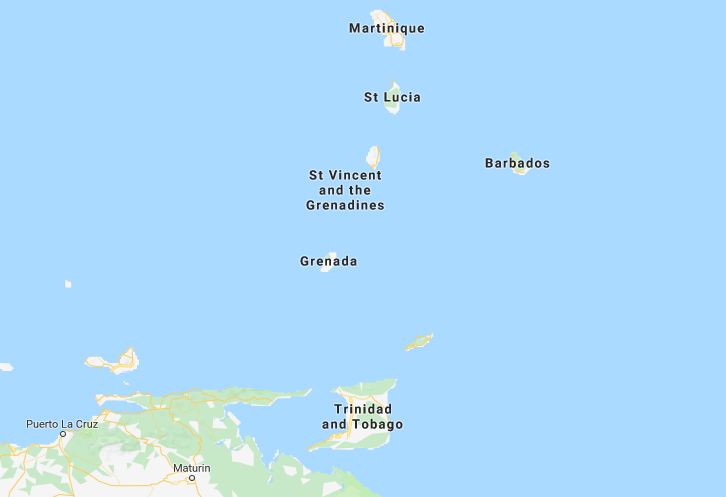 Martinique
St Lucia
Barbados
St Vincent
and the
Grenadines
Grenada
Trinidad
and Tobago
Puerto La Cruz
Maturin